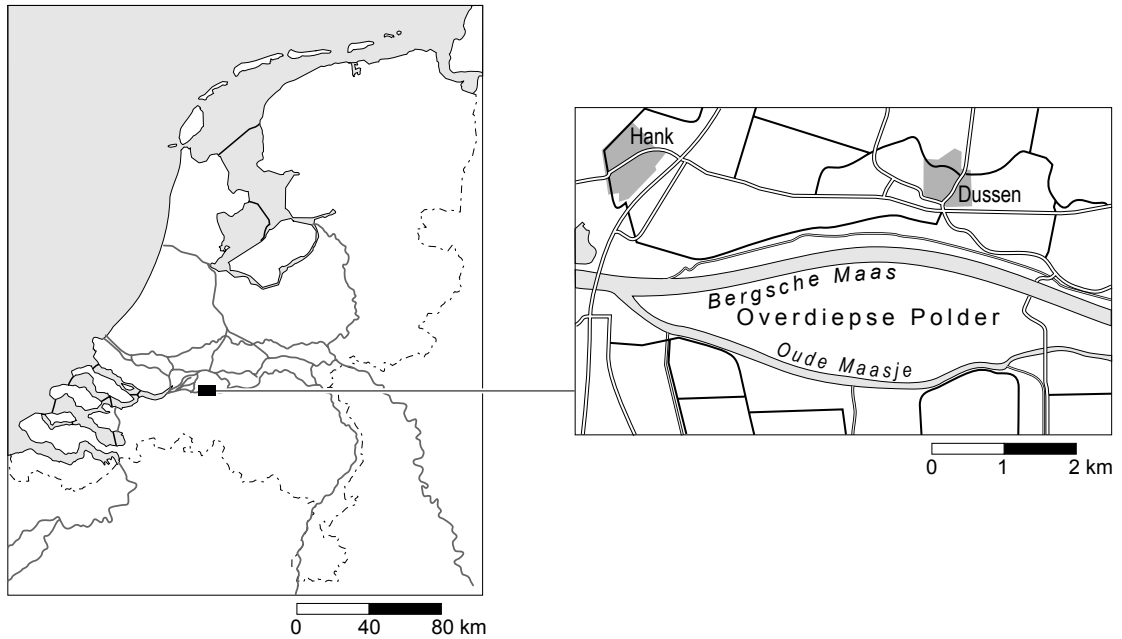 Hank
Dussen
Bergsche Maas
Overdiepse Polder
Oude Maasje
0 1 2 km
0 40 80 km